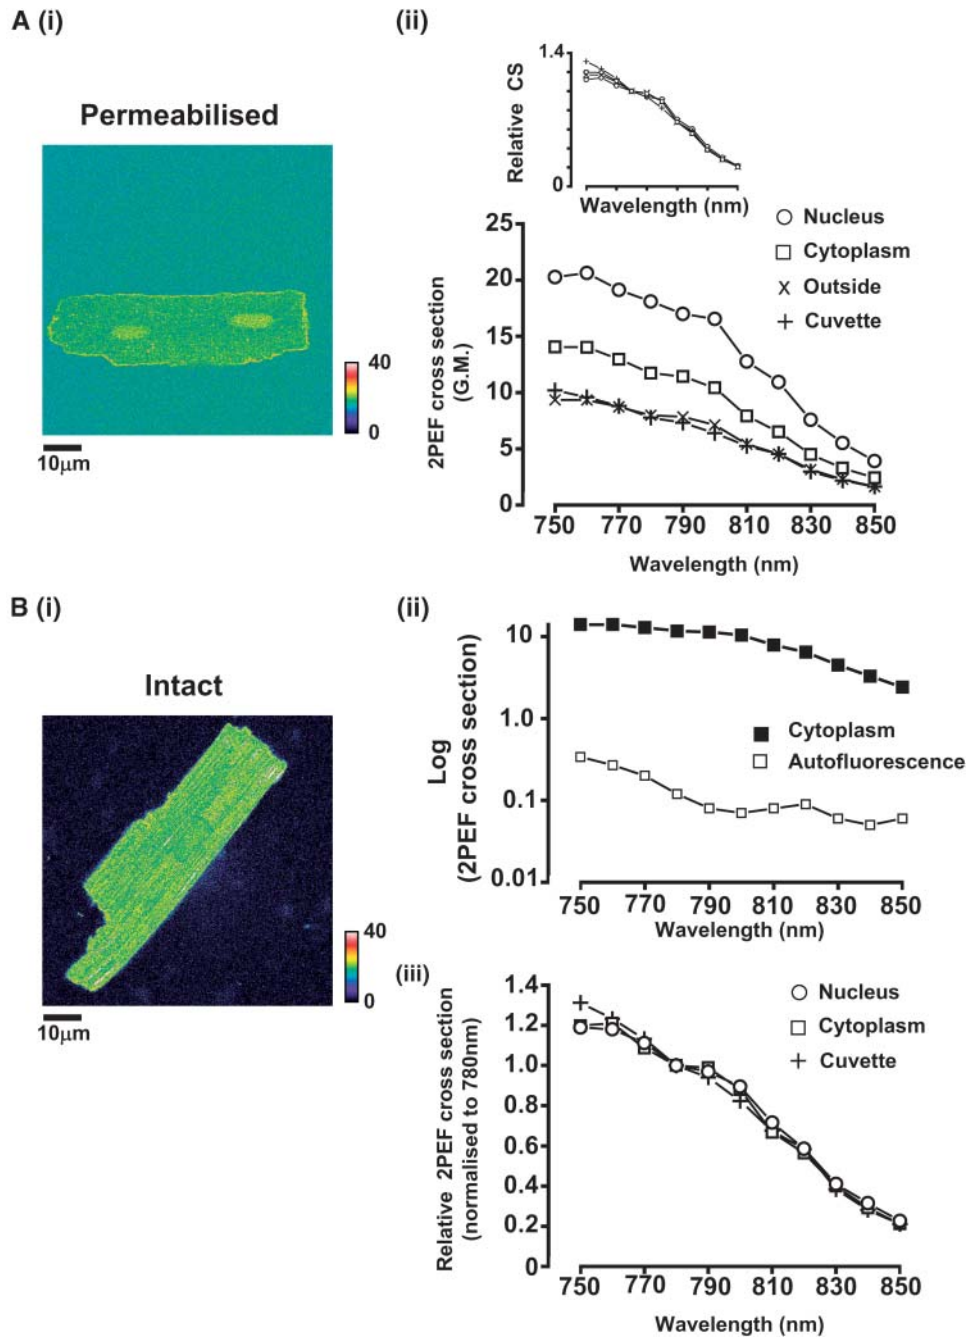 A (i)
Permeabilised
40
0
10μm
(ii)
1.4
Relative CS
0
Wavelength (nm)
Nucleus
Cytoplasm
Outside
Cuvette
25
20
15
10
5
0
2PEF cross section
(G.M.)
750 770 790 810 830 850
Wavelength (nm)
B (i)
Intact
40
0
10μm
(ii)
10
1.0
0.1
0.01
Log
(2PEF cross section)
Cytoplasm
Autofluorescence
750 770 790 810 830 850
Wavelength (nm)
(iii)
1.4
1.2
1.0
0.8
0.6
0.4
0.2
0
Relative 2PEF cross section
(normalised to 780nm)
Nucleus
Cytoplasm
Cuvette
750 770 790 810 830 850
Wavelength (nm)